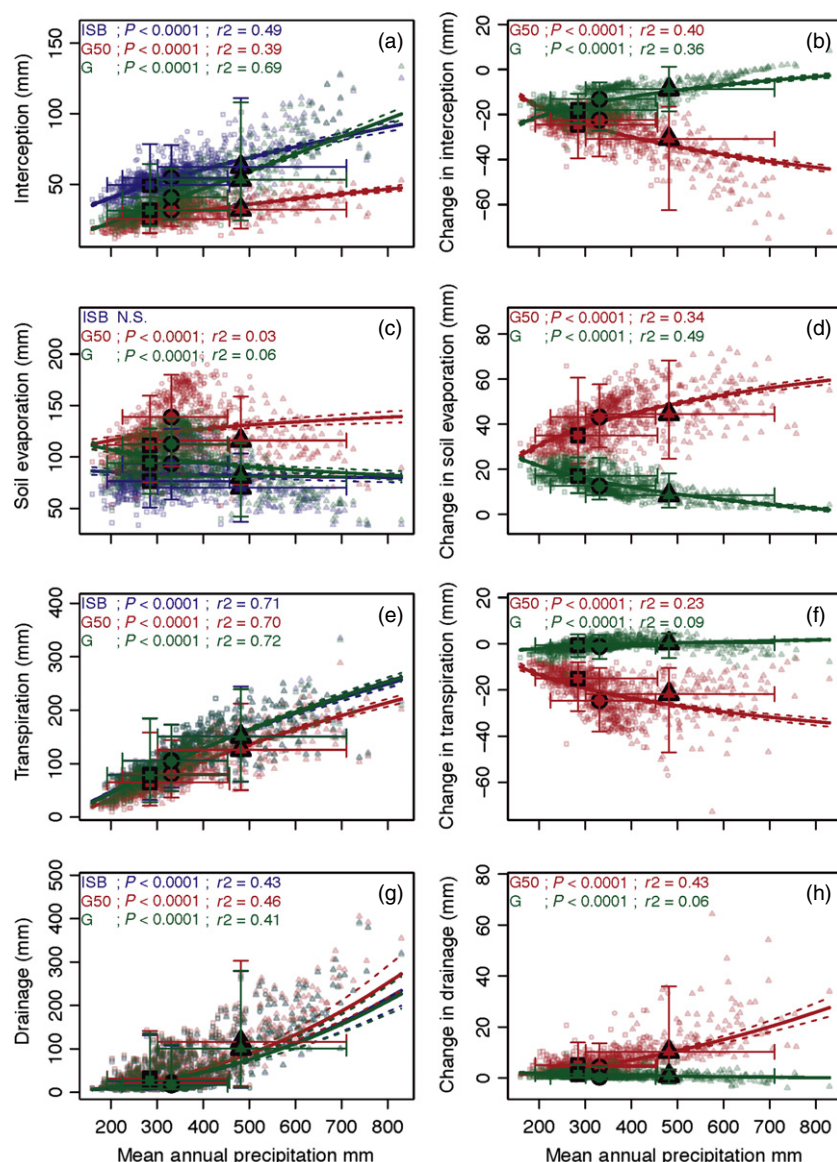 ISB ; P < 0.0001 ; r2 = 0.49
G50 ; P < 0.0001 ; r2 = 0.39
G ; P < 0.0001 ; r2 = 0.69
(a)
Interception (mm)
150
100
50
G50 ; P < 0.0001 ; r2 = 0.40
G ; P < 0.0001 ; r2 = 0.36
(b)
Change in interception (mm)
20
0
−20
−40
−60
ISB N.S.
G50 ; P < 0.0001 ; r2 = 0.03
G ; P < 0.0001 ; r2 = 0.06
(c)
Soil evaporation (mm)
200
150
100
50
G50 ; P < 0.0001 ; r2 = 0.34
G ; P < 0.0001 ; r2 = 0.49
(d)
Change in soil evaporation (mm)
80
60
40
20
0
ISB ; P < 0.0001 ; r2 = 0.71
G50 ; P < 0.0001 ; r2 = 0.70
G ; P < 0.0001 ; r2 = 0.72
(e)
Transpiration (mm)
400
300
200
100
0
G50 ; P < 0.0001 ; r2 = 0.23
G ; P < 0.0001 ; r2 = 0.09
(f)
Change in transpiration (mm)
20
0
−20
−40
−60
ISB ; P < 0.0001 ; r2 = 0.43
G50 ; P < 0.0001 ; r2 = 0.46
G ; P < 0.0001 ; r2 = 0.41
(g)
Drainage (mm)
500
400
300
200
100
0
200 300 400 500 600 700 800
Mean annual precipitation mm
G50 ; P < 0.0001 ; r2 = 0.43
G ; P < 0.0001 ; r2 = 0.06
(h)
Change in drainage (mm)
80
60
40
20
0
200 300 400 500 600 700 800
Mean annual precipitation mm